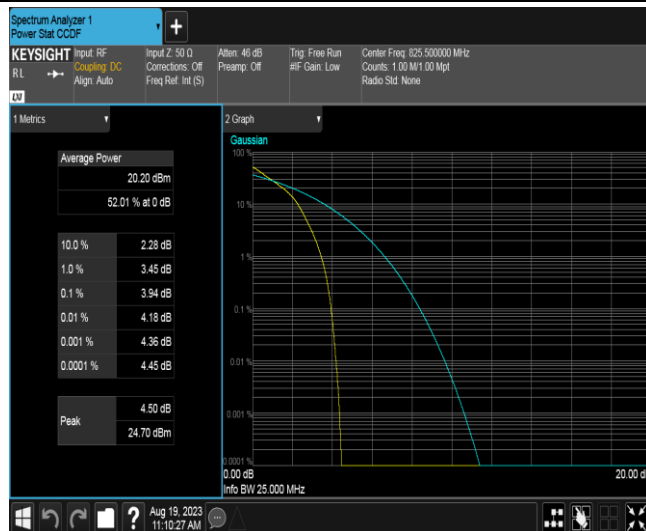 Spectrum Analyzer 1
Power Stat CCDF
+
KEYSIGHT
RL
Input: RF
Coupling: DC
Align: Auto
Input Z: 50 Ω
Corrections: Off
Freq Ref: Int (S)
Atten: 46 dB
Preamp: Off
Trig: Free Run
#IF Gain: Low
Center Freq: 825.500000 MHz
Counts: 1.00 M/1.00 Mpt
Radio Std: None
1 Metrics
Average Power
20.20 dBm
52.01 % at 0 dB
10.0 % 2.28 dB
1.0 % 3.45 dB
0.1 % 3.94 dB
0.01 % 4.18 dB
0.001 % 4.36 dB
0.0001 % 4.45 dB
Peak
4.50 dB
24.70 dBm
2 Graph
Gaussian
100 %
10 %
1 %
0.1 %
0.01 %
0.001 %
0.0001 %
0.00 dB
20.00 d
Info BW 25.000 MHz
?
Aug 19, 2023
11:10:27 AM